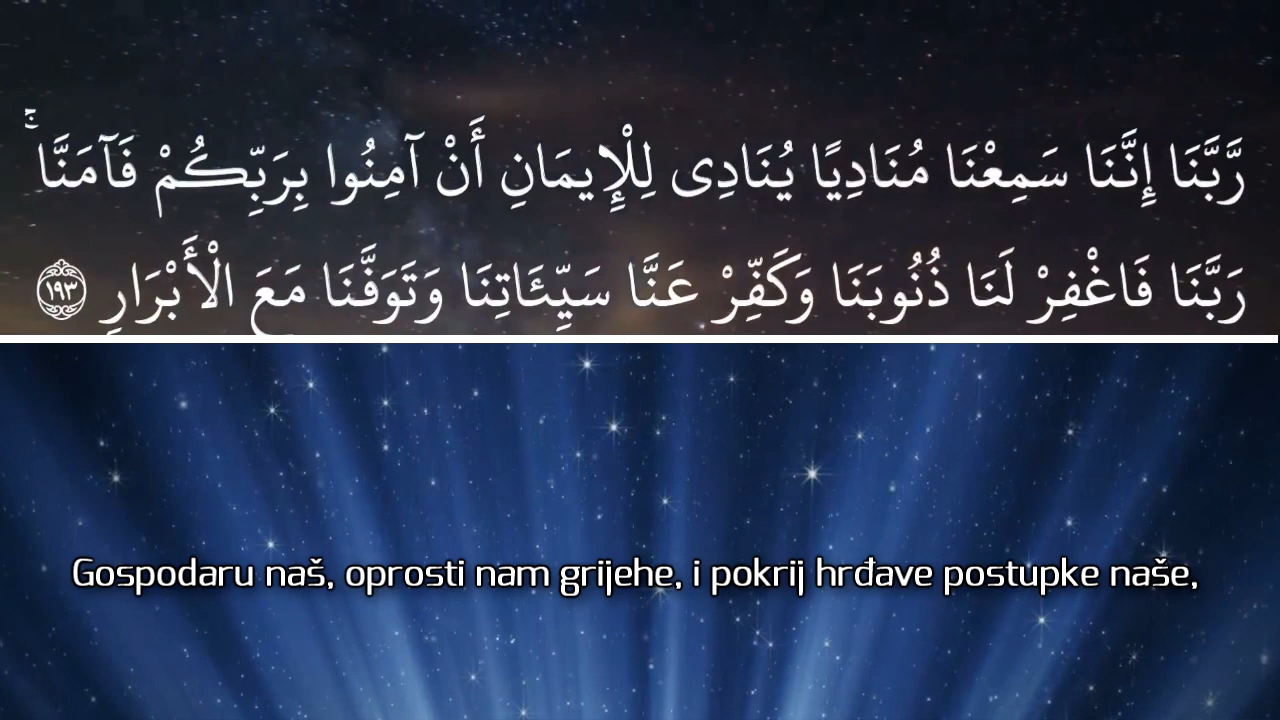 رَّبَّنَا إِنَّنَا سَمِعْنَا مُنَادِيًا يُنَادِى لِلْإِيمَانِ أَنْ آمِنُوا بِرَبِّكُمْ فَآمَنَّا ۚ
رَبَّنَا فَاغْفِرْ لَنَا ذُنُوبَنَا وَكَفِّرْ عَنَّا سَيِّئَاتِنَا وَتَوَفَّنَا مَعَ الْأَبْرَارِ ۝١٩٣
Gospodaru naš, oprosti nam grijehe, i pokrij hrđave postupke naše,